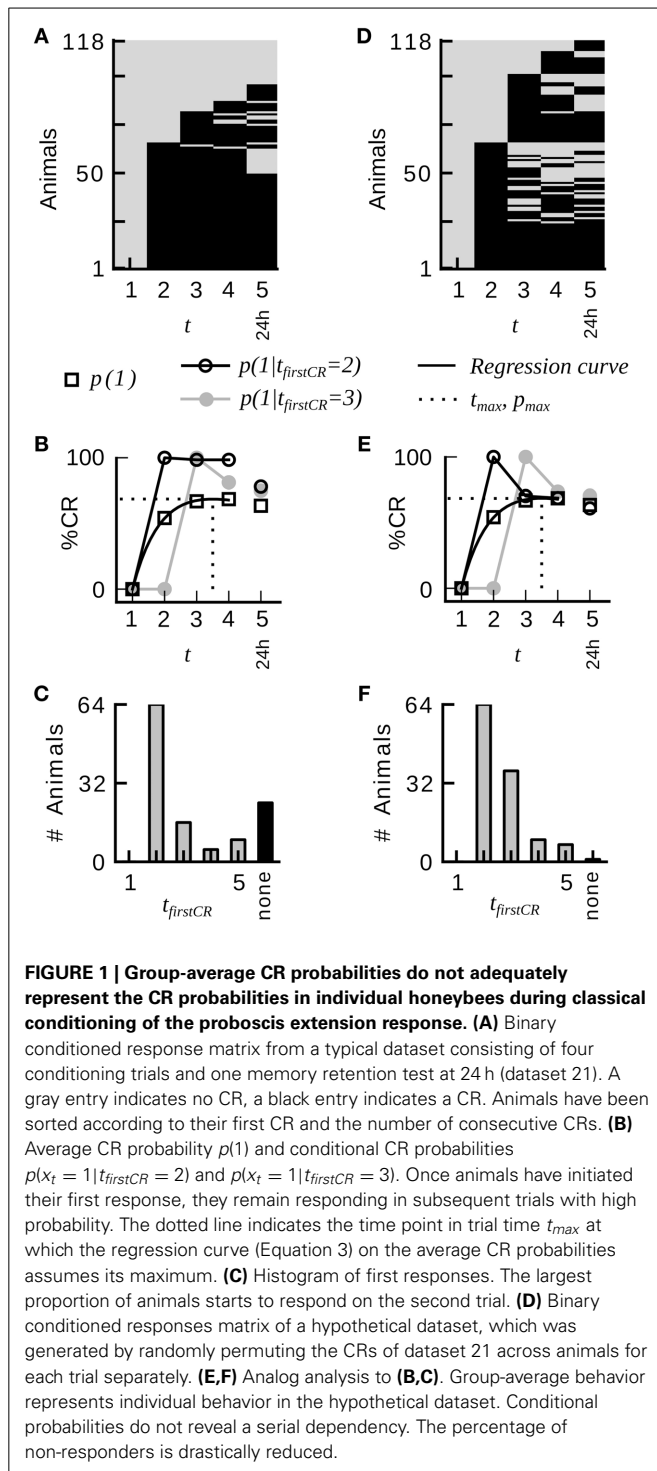 A
D
118
50
1
Animals
1 2 3 4 5
t
24h
118
50
1
Animals
1 2 3 4 5
t
24h
p(1)
p(1|t_firstCR=2)
p(1|t_firstCR=3)
Regression curve
t_max, p_max
B
E
100
0
%CR
1 2 3 4 5
t
24h
100
0
%CR
1 2 3 4 5
t
24h
C
F
64
32
0
# Animals
1 5 none
t_firstCR
64
32
0
# Animals
1 5 none
t_firstCR
FIGURE 1 | Group-average CR probabilities do not adequately
represent the CR probabilities in individual honeybees during classical
conditioning of the proboscis extension response. (A) Binary
conditioned response matrix from a typical dataset consisting of four
conditioning trials and one memory retention test at 24 h (dataset 21). A
gray entry indicates no CR, a black entry indicates a CR. Animals have been
sorted according to their first CR and the number of consecutive CRs. (B)
Average CR probability p(1) and conditional CR probabilities
p(x_t = 1|t_firstCR = 2) and p(x_t = 1|t_firstCR = 3). Once animals have initiated
their first response, they remain responding in subsequent trials with high
probability. The dotted line indicates the time point in trial time t_max at
which the regression curve (Equation 3) on the average CR probabilities
assumes its maximum. (C) Histogram of first responses. The largest
proportion of animals starts to respond on the second trial. (D) Binary
conditioned responses matrix of a hypothetical dataset, which was
generated by randomly permuting the CRs of dataset 21 across animals for
each trial separately. (E,F) Analog analysis to (B,C). Group-average behavior
represents individual behavior in the hypothetical dataset. Conditional
probabilities do not reveal a serial dependency. The percentage of
non-responders is drastically reduced.